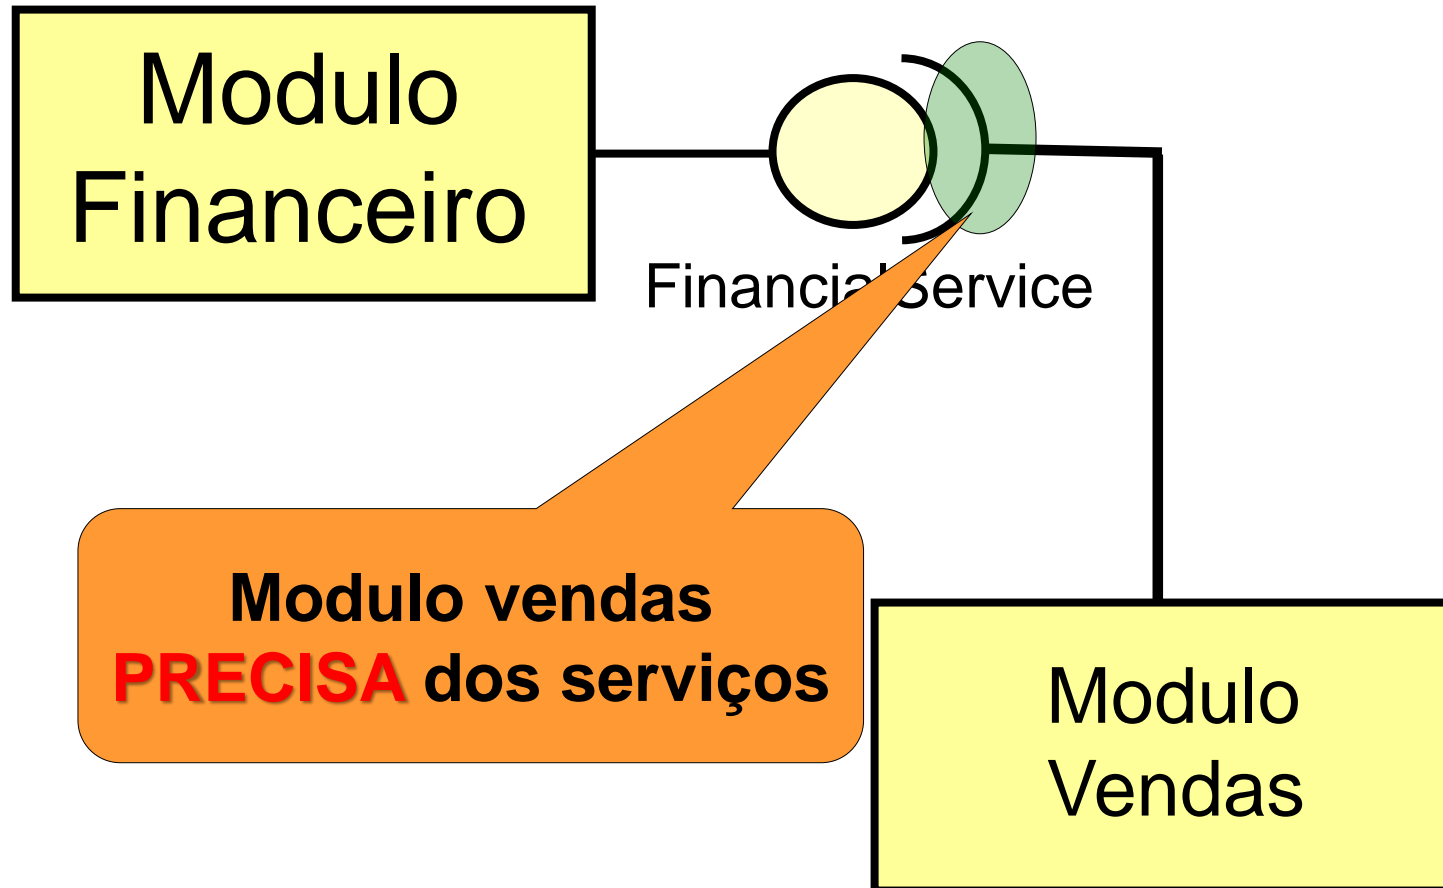 Modulo
Financeiro
FinancialService
Modulo vendas
PRECISA dos serviços
Modulo
Vendas